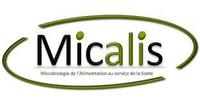 Micalis
Microbiologie de l'Alimentation au service de la Santé